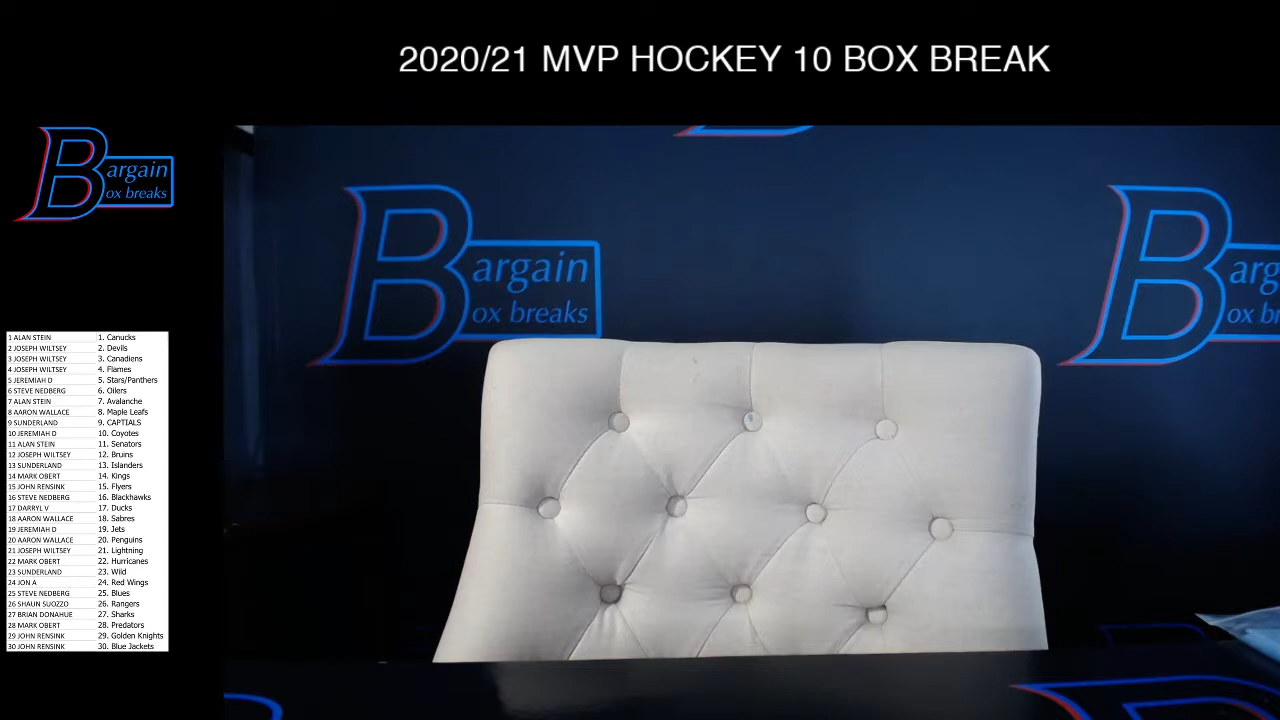 2020/21 MVP HOCKEY 10 BOX BREAK
Bargain
Box breaks
Bargain
Box breaks
Barg
Box br
1 ALAN STEIN 1. Canucks
2 JOSEPH WILTSEY 2. Devils
3 JOSEPH WILTSEY 3. Canadiens
4 JOSEPH WILTSEY 4. Flames
5 JEREMIAH D 5. Stars/Panthers
6 STEVE NEDBERG 6. Oilers
7 ALAN STEIN 7. Avalanche
8 AARON WALLACE 8. Maple Leafs
9 SUNDERLAND 9. CAPTIALS
10 JEREMIAH D 10. Coyotes
11 ALAN STEIN 11. Senators
12 JOSEPH WILTSEY 12. Bruins
13 SUNDERLAND 13. Islanders
14 MARK OBERT 14. Kings
15 JOHN RENSINK 15. Flyers
16 STEVE NEDBERG 16. Blackhawks
17 DARRYL V 17. Ducks
18 AARON WALLACE 18. Sabres
19 JEREMIAH D 19. Jets
20 AARON WALLACE 20. Penguins
21 JOSEPH WILTSEY 21. Lightning
22 MARK OBERT 22. Hurricanes
23 SUNDERLAND 23. Wild
24 JON A 24. Red Wings
25 STEVE NEDBERG 25. Blues
26 SHAUN SUOZZO 26. Rangers
27 BRIAN DONAHUE 27. Sharks
28 MARK OBERT 28. Predators
29 JOHN RENSINK 29. Golden Knights
30 JOHN RENSINK 30. Blue Jackets